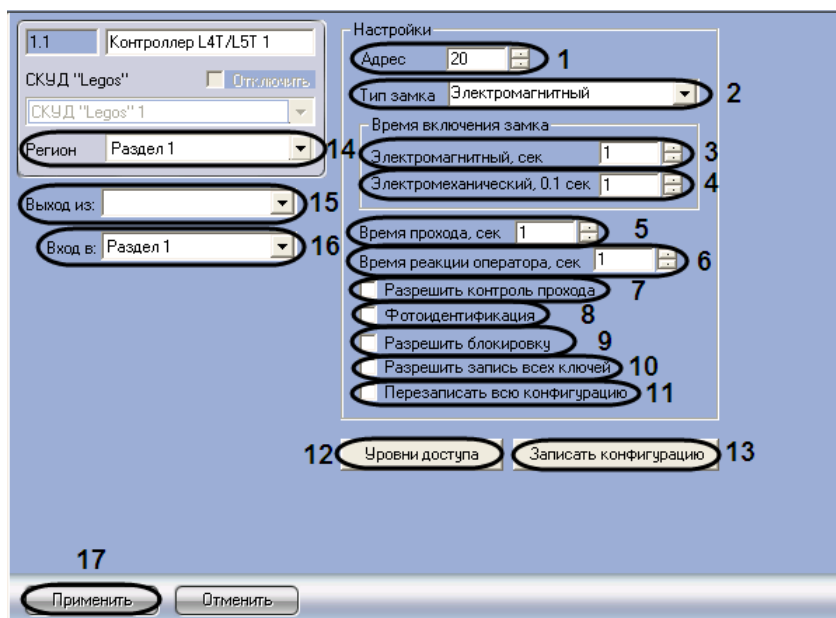 1.1 Контроллер L4T/L5T 1
СКУД "Legos" Отключить
СКУД "Legos" 1
Регион Раздел 1 14
Выход из: 15
Вход в: Раздел 1 16
Настройки
Адрес 20 1
Тип замка Электромагнитный 2
Время включения замка
Электромагнитный, сек 1 3
Электромеханический, 0.1 сек 1 4
Время прохода, сек 1 5
Время реакции оператора, сек 1 6
Разрешить контроль прохода 7
Фотоидентификация 8
Разрешить блокировку 9
Разрешить запись всех ключей 10
Перезаписать всю конфигурацию 11
12 Уровни доступа Записать конфигурацию 13
17
Применить Отменить